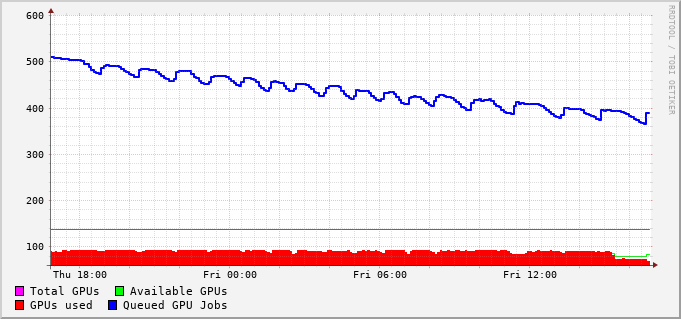 600
500
400
300
200
100
Thu 18:00 Fri 00:00 Fri 06:00 Fri 12:00
Total GPUs Available GPUs
GPUs used Queued GPU Jobs
RRDTOOL / TOBI OETIKER